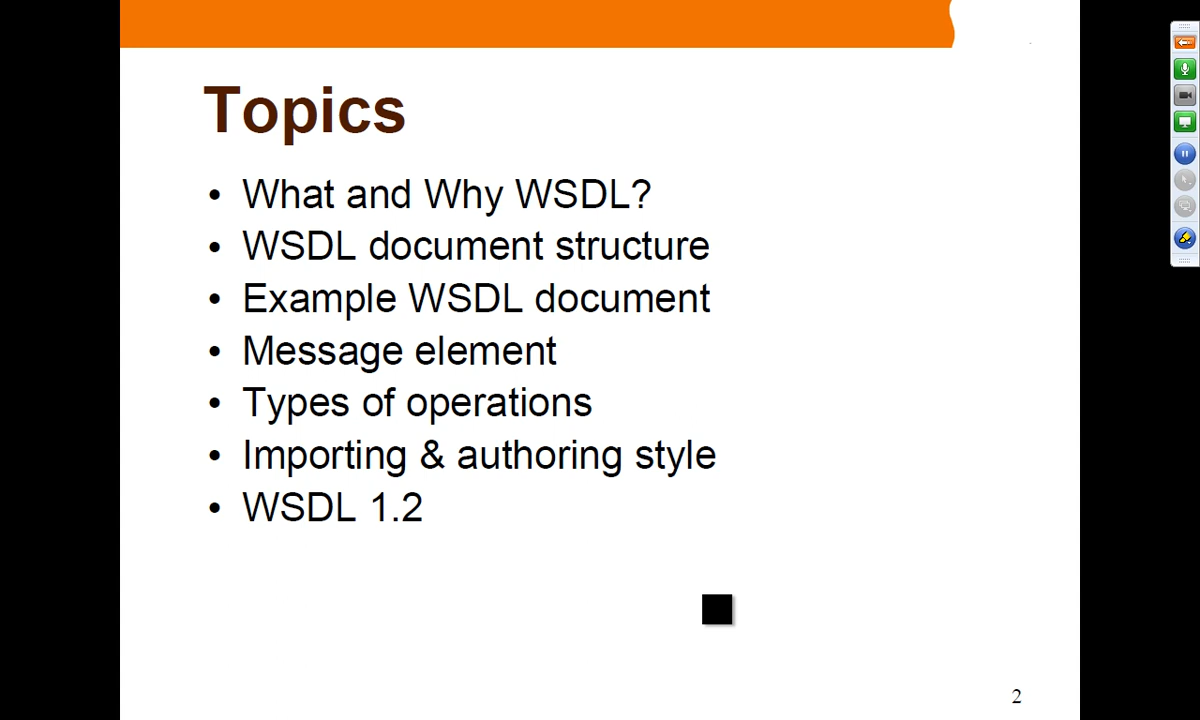 Topics
• What and Why WSDL?
• WSDL document structure
• Example WSDL document
• Message element
• Types of operations
• Importing & authoring style
• WSDL 1.2
2